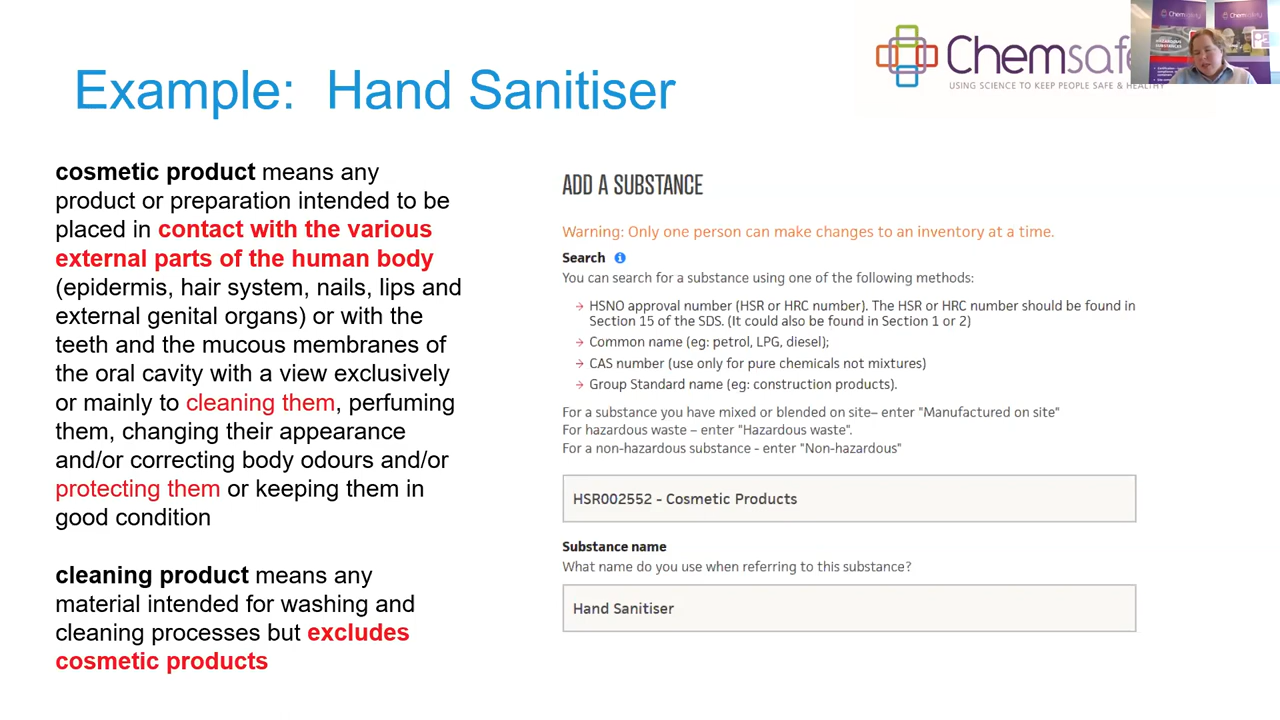 Example: Hand Sanitiser
Chemsafe
USING SCIENCE TO KEEP PEOPLE SAFE & HEALTHY
cosmetic product means any
product or preparation intended to be
placed in contact with the various
external parts of the human body
(epidermis, hair system, nails, lips and
external genital organs) or with the
teeth and the mucous membranes of
the oral cavity with a view exclusively
or mainly to cleaning them, perfuming
them, changing their appearance
and/or correcting body odours and/or
protecting them or keeping them in
good condition
cleaning product means any
material intended for washing and
cleaning processes but excludes
cosmetic products
ADD A SUBSTANCE
Warning: Only one person can make changes to an inventory at a time.
Search
You can search for a substance using one of the following methods:
→ HSNO approval number (HSR or HRC number). The HSR or HRC number should be found in
Section 15 of the SDS. (It could also be found in Section 1 or 2)
→ Common name (eg: petrol, LPG, diesel);
→ CAS number (use only for pure chemicals not mixtures)
→ Group Standard name (eg: construction products).
For a substance you have mixed or blended on site– enter "Manufactured on site"
For hazardous waste – enter "Hazardous waste".
For a non-hazardous substance - enter "Non-hazardous"
HSR002552 - Cosmetic Products
Substance name
What name do you use when referring to this substance?
Hand Sanitiser